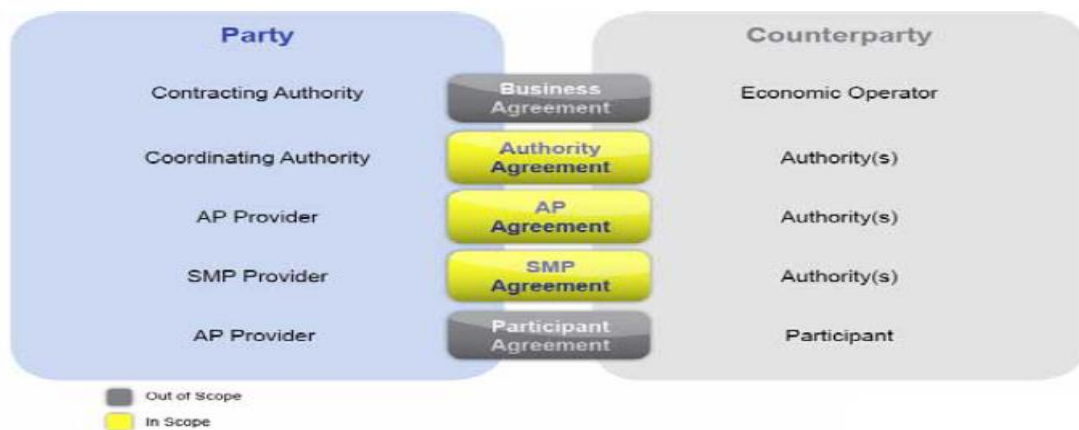 Party
Counterparty
Contracting Authority
Business
Agreement
Economic Operator
Coordinating Authority
Authority
Agreement
Authority(s)
AP Provider
AP
Agreement
Authority(s)
SMP Provider
SMP
Agreement
Authority(s)
AP Provider
Participant
Agreement
Participant
Out of Scope
In Scope